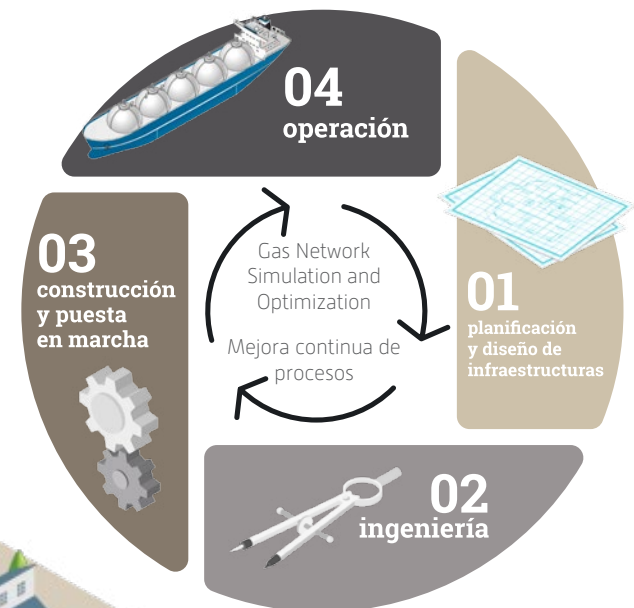 04
operación
01
planificación
y diseño de
infraestructuras
02
ingeniería
03
construcción
y puesta
en marcha
Gas Network
Simulation and
Optimization
Mejora continua de
procesos